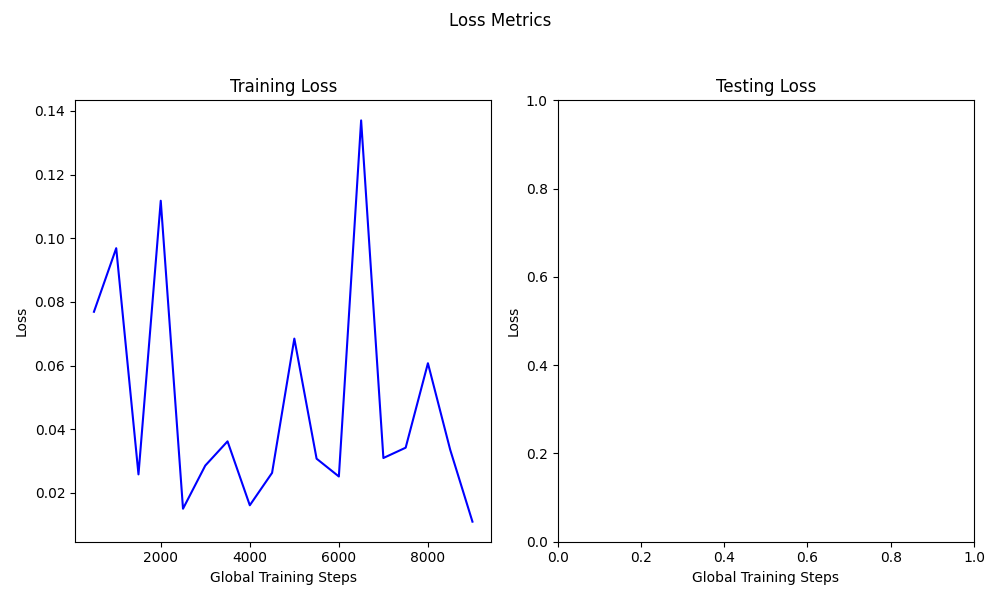 Loss Metrics
Training Loss
0.14
0.12
0.10
0.08
0.06
0.04
0.02
Loss
2000 4000 6000 8000
Global Training Steps
Testing Loss
1.0
0.8
0.6
0.4
0.2
0.0
Loss
0.0 0.2 0.4 0.6 0.8 1.0
Global Training Steps